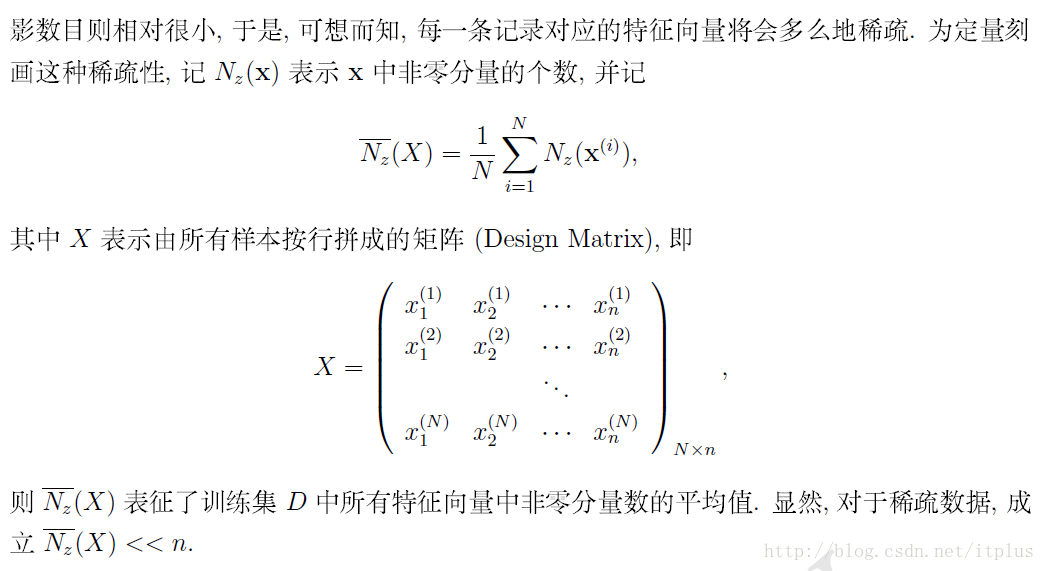 影数目则相对很小, 于是, 可想而知, 每一条记录对应的特征向量将会多么地稀疏. 为定量刻
画这种稀疏性, 记 $N_z(\mathbf{x})$ 表示 $\mathbf{x}$ 中非零分量的个数, 并记
$\overline{N_z}(X) = \frac{1}{N} \sum_{i=1}^{N} N_z(\mathbf{x}^{(i)}),$
其中 $X$ 表示由所有样本按行拼成的矩阵 (Design Matrix), 即
$X = \begin{pmatrix} x_1^{(1)} & x_2^{(1)} & \cdots & x_n^{(1)} \\ x_1^{(2)} & x_2^{(2)} & \cdots & x_n^{(2)} \\ & & \ddots & \\ x_1^{(N)} & x_2^{(N)} & \cdots & x_n^{(N)} \end{pmatrix}_{N \times n},$
则 $\overline{N_z}(X)$ 表征了训练集 $D$ 中所有特征向量中非零分量数的平均值. 显然, 对于稀疏数据, 成
立 $\overline{N_z}(X) << n.$
http://blog.csdn.net/itplus